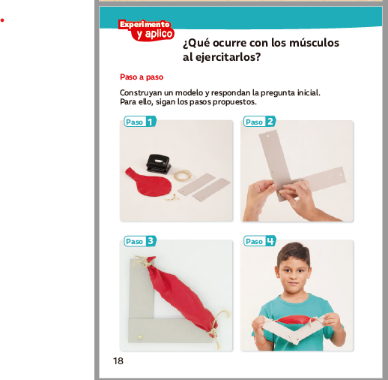 Experimento
y aplico
¿Qué ocurre con los músculos
al ejercitarlos?
Paso a paso
Construyan un modelo y respondan la pregunta inicial.
Para ello, sigan los pasos propuestos.
Paso 1
Paso 2
Paso 3
Paso 4
18